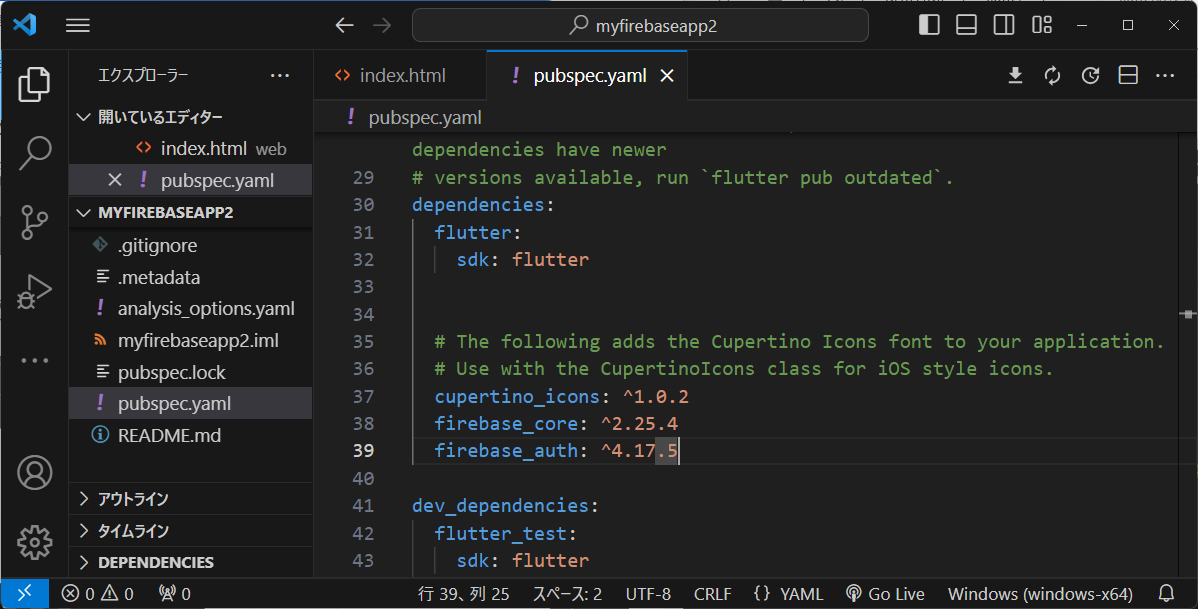 myfirebaseapp2
エクスプローラー
index.html
pubspec.yaml
開いているエディター
index.html web
pubspec.yaml
MYFIREBASEAPP2
.gitignore
.metadata
analysis_options.yaml
myfirebaseapp2.iml
pubspec.lock
pubspec.yaml
README.md
アウトライン
タイムライン
DEPENDENCIES
pubspec.yaml
dependencies have newer
29 # versions available, run `flutter pub outdated`.
30 dependencies:
31 flutter:
32 sdk: flutter
33
34
35 # The following adds the Cupertino Icons font to your application.
36 # Use with the CupertinoIcons class for iOS style icons.
37 cupertino_icons: ^1.0.2
38 firebase_core: ^2.25.4
39 firebase_auth: ^4.17.5
40
41 dev_dependencies:
42 flutter_test:
43 sdk: flutter
0 0 0 行 39、列 25 スペース: 2 UTF-8 CRLF {} YAML Go Live Windows (windows-x64)